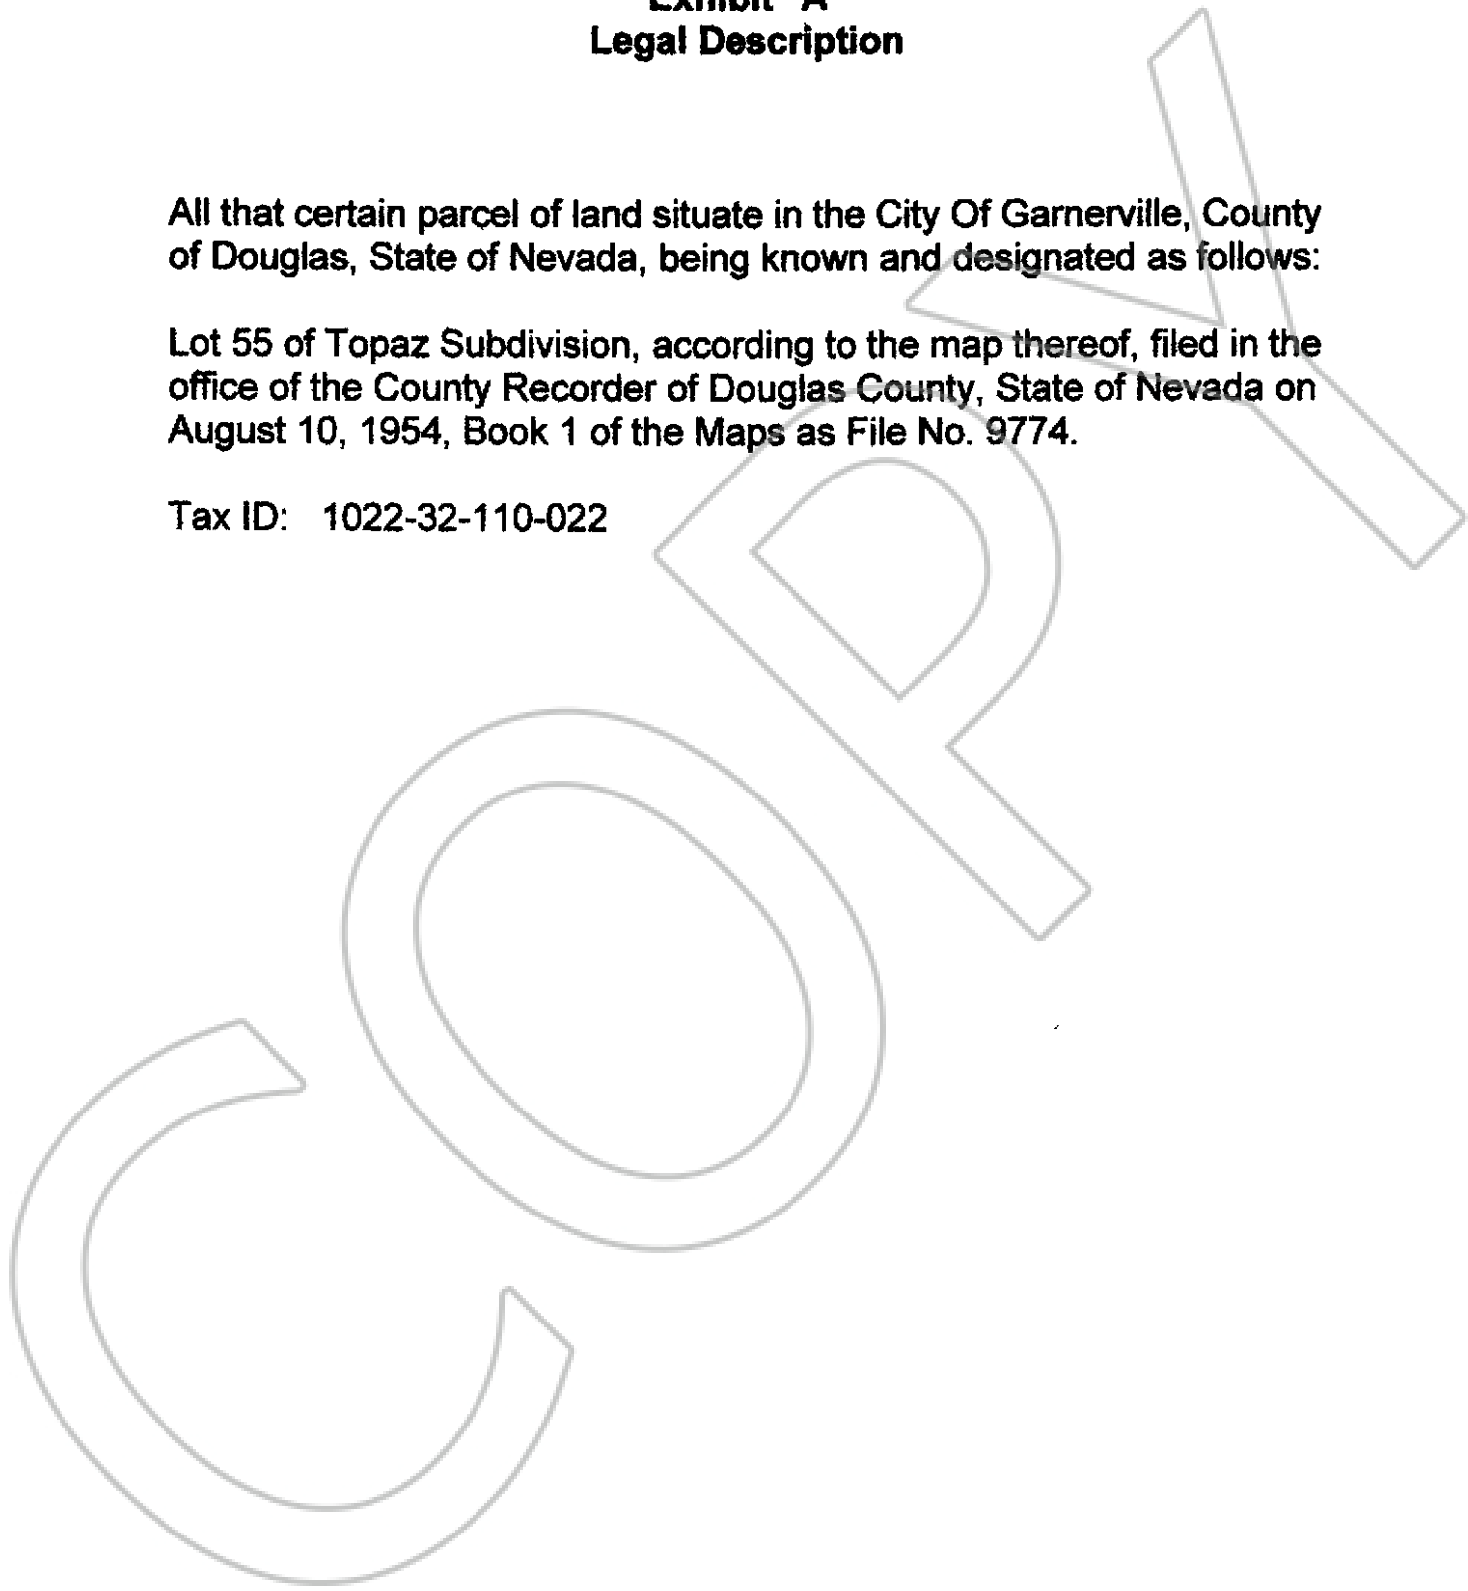 Exhibit "A"
Legal Description
All that certain parcel of land situate in the City Of Garnerville, County
of Douglas, State of Nevada, being known and designated as follows:
Lot 55 of Topaz Subdivision, according to the map thereof, filed in the
office of the County Recorder of Douglas County, State of Nevada on
August 10, 1954, Book 1 of the Maps as File No. 9774.
Tax ID: 1022-32-110-022
COPY